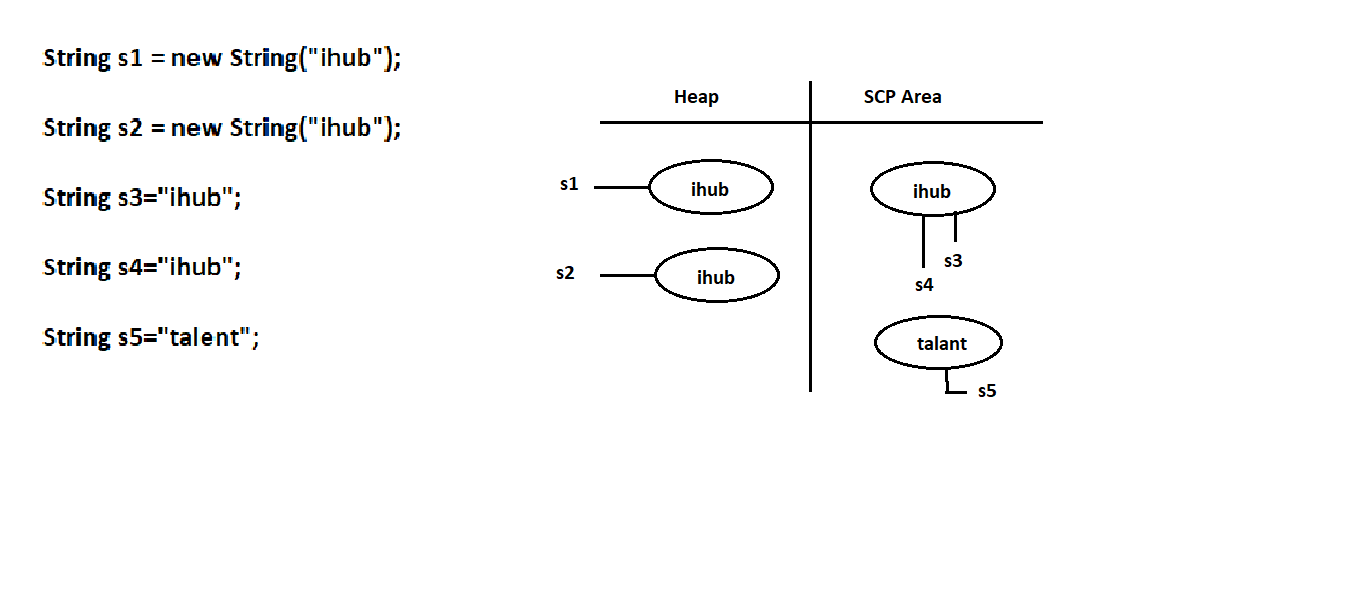 String s1 = new String("ihub");
String s2 = new String("ihub");
String s3="ihub";
String s4="ihub";
String s5="talent";
Heap
SCP Area
s1
ihub
ihub
s2
ihub
s3
s4
talant
s5